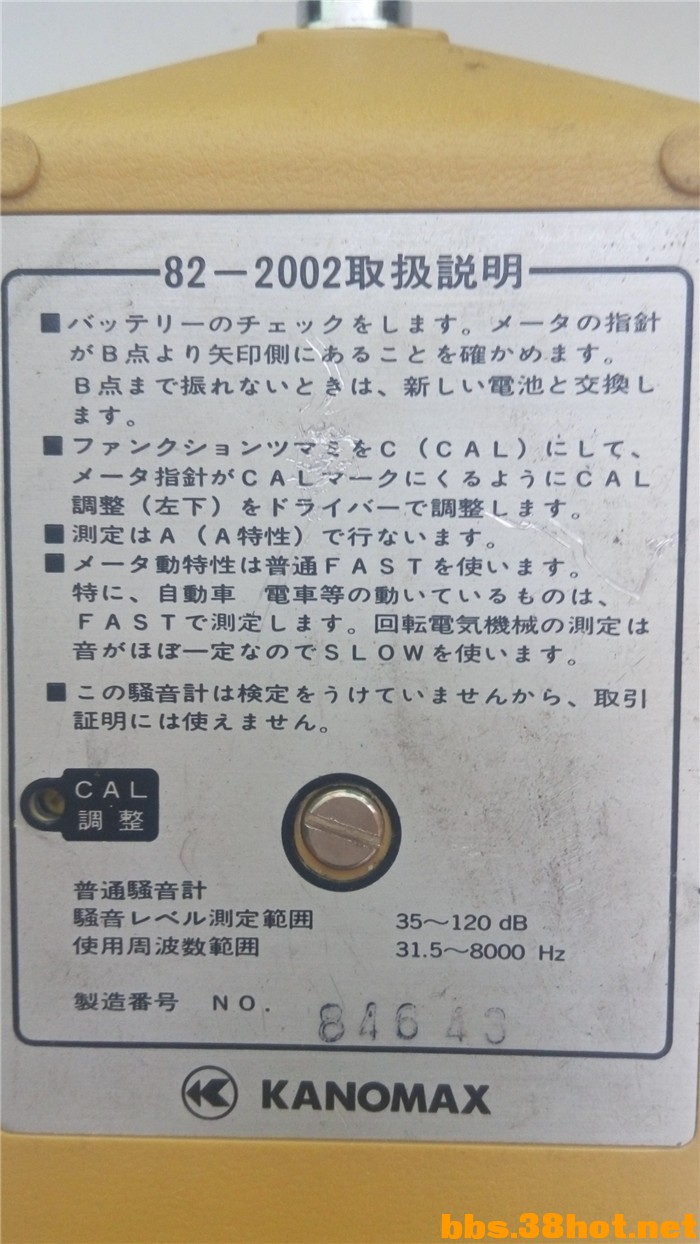 82−2002取扱説明
■バッテリーのチェックをします。メータの指針
がB点より矢印側にあることを確かめます。
B点まで振れないときは、新しい電池と交換し
ます。
■ファンクションツマミをC（CAL）にして、
メータ指針がCALマークにくるようにCAL
調整（左下）をドライバーで調整します。
■測定はA（A特性）で行ないます。
■メータ動特性は普通FASTを使います。
特に、自動車　電車等の動いているものは、
FASTで測定します。回転電気機械の測定は
音がほぼ一定なのでSLOWを使います。
■この騒音計は検定をうけていませんから、取引
証明には使えません。
CAL
調整
普通騒音計
騒音レベル測定範囲 35〜120 dB
使用周波数範囲 31.5〜8000 Hz
製造番号 NO. 84643
KANOMAX
bbs.38hot.net